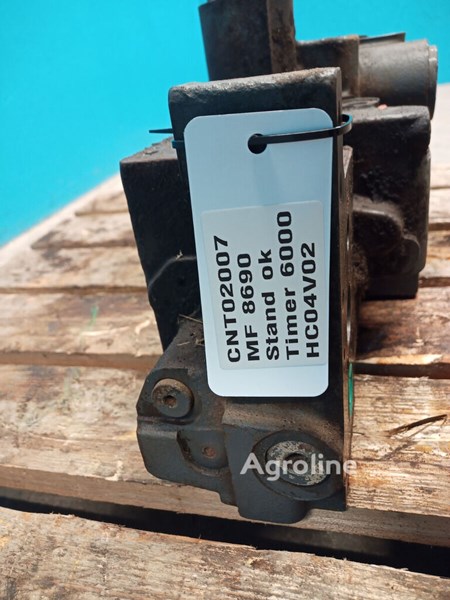 CNT02007
MF 8690
Stand ok
Timer 6000
HC04V02
Agroline